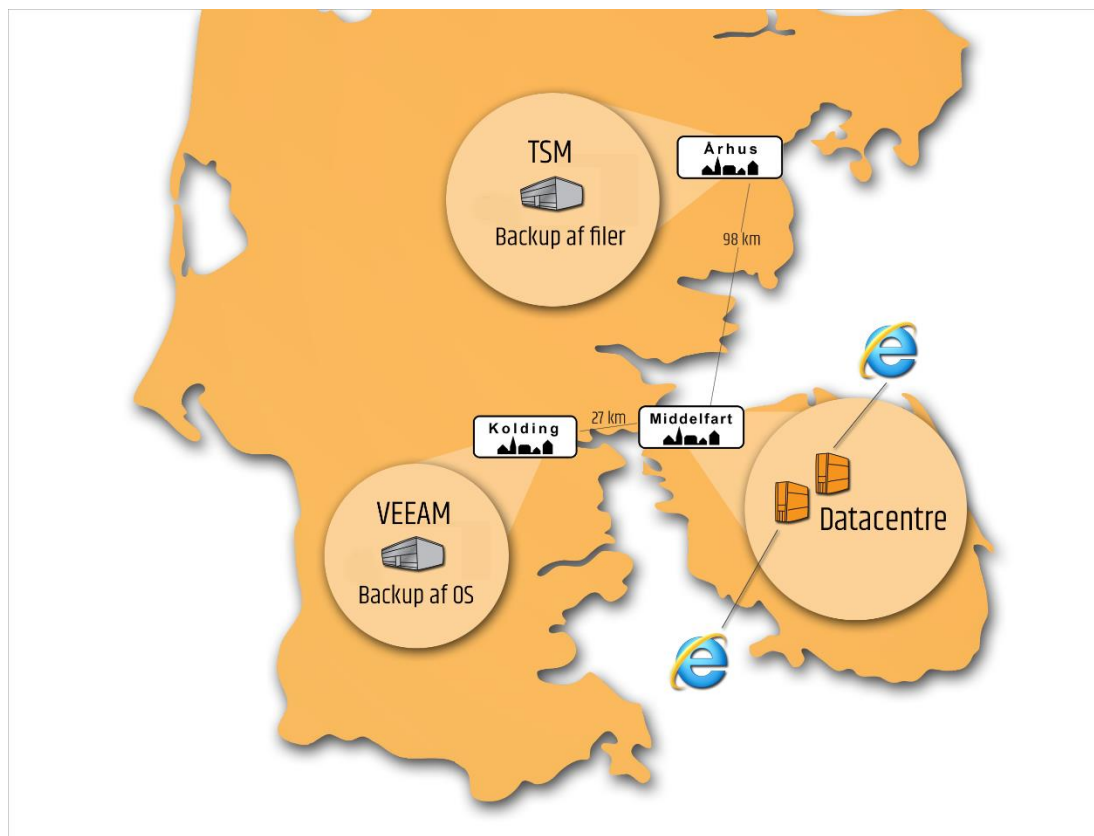 TSM
Backup af filer
Århus
98 km
Kolding
27 km
Middelfart
VEEAM
Backup af OS
Datacentre